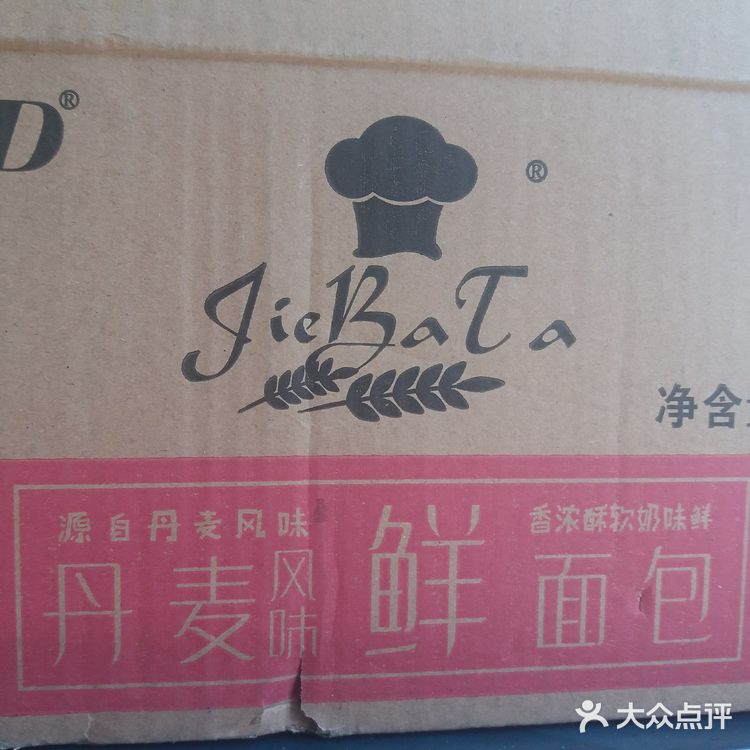 D®
®
JieBaTa
净含
源自丹麦风味
香浓酥软奶味鲜
丹麦风味鲜面包
大众点评